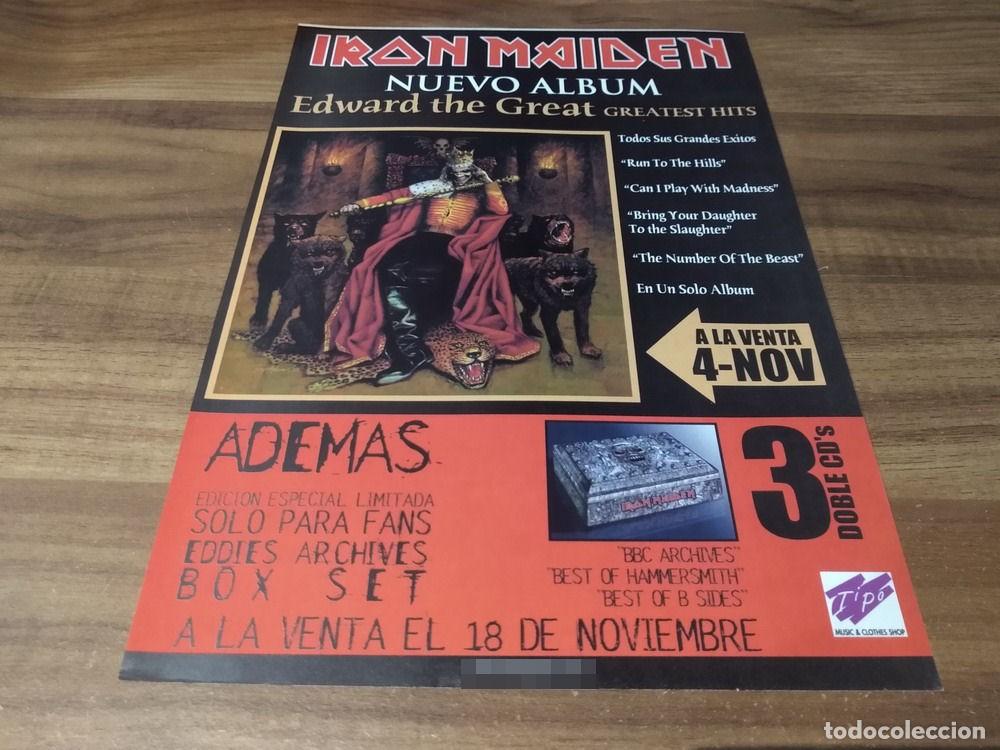 IRON MAIDEN
NUEVO ALBUM
Edward the Great GREATEST HITS
Todos Sus Grandes Exitos
"Run To The Hills"
"Can I Play With Madness"
"Bring Your Daughter
To the Slaughter"
"The Number Of The Beast"
En Un Solo Album
A LA VENTA
4-NOV
ADEMAS
EDICION ESPECIAL LIMITADA
SOLO PARA FANS
EDDIES ARCHIVES
BOX SET
IRON MAIDEN
3
DOBLE CD's
"BBC ARCHIVES"
"BEST OF HAMMERSMITH"
"BEST OF B SIDES"
A LA VENTA EL 18 DE NOVIEMBRE
Tipo
MUSIC & CLOTHES SHOP
todocoleccion